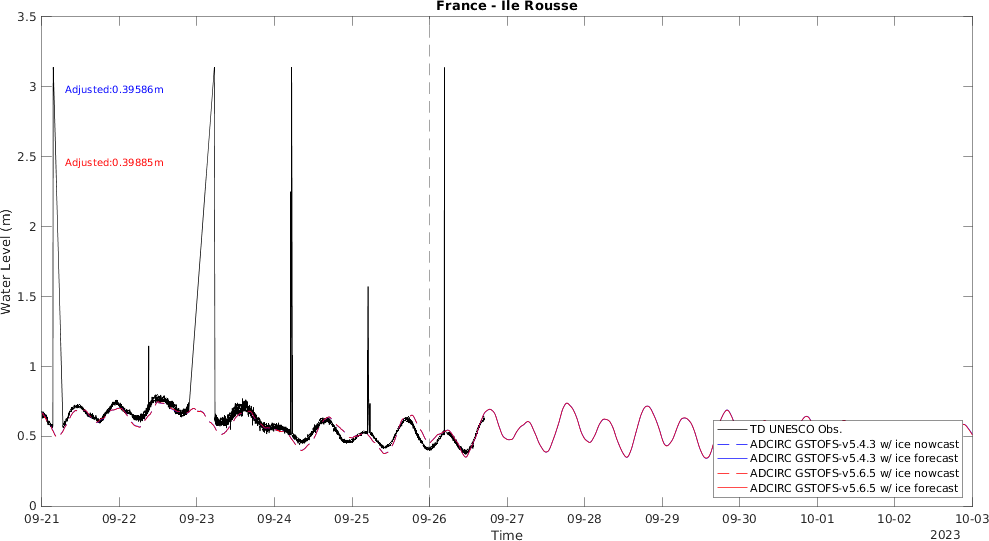 France - Ile Rousse
Adjusted:0.39586m
Adjusted:0.39885m
Water Level (m)
3.5
3
2.5
2
1.5
1
0.5
0
TD UNESCO Obs.
ADCIRC GSTOFS-v5.4.3 w/ ice nowcast
ADCIRC GSTOFS-v5.4.3 w/ ice forecast
ADCIRC GSTOFS-v5.6.5 w/ ice nowcast
ADCIRC GSTOFS-v5.6.5 w/ ice forecast
09-21 09-22 09-23 09-24 09-25 09-26 09-27 09-28 09-29 09-30 10-01 10-02 10-03
Time
2023